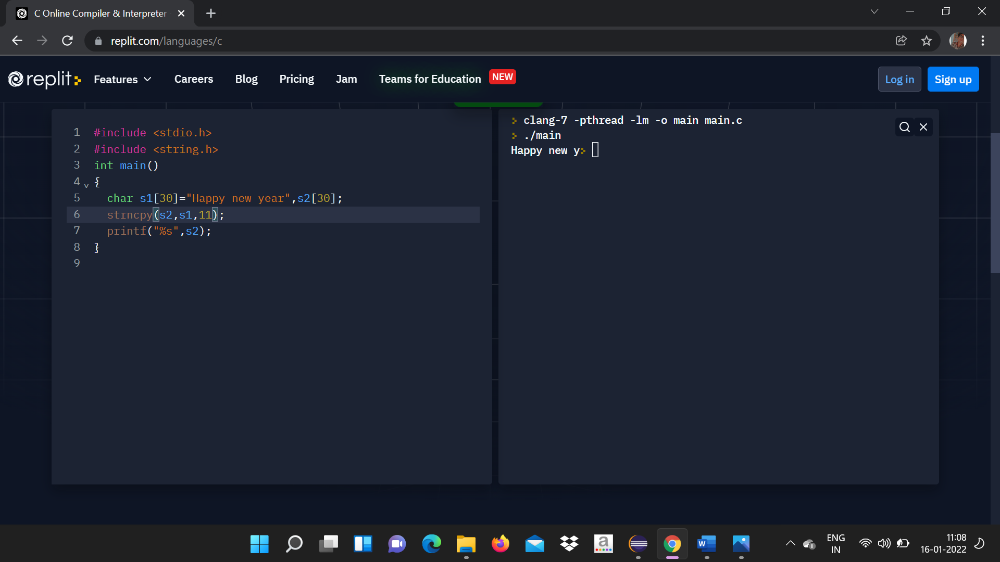 C Online Compiler & Interpreter
replit.com/languages/c
replit
Features
Careers
Blog
Pricing
Jam
Teams for Education
NEW
Log in
Sign up
1 #include <stdio.h>
2 #include <string.h>
3 int main()
4 {
5 char s1[30]="Happy new year",s2[30];
6 strncpy(s2,s1,11);
7 printf("%s",s2);
8 }
9
clang-7 -pthread -lm -o main main.c
./main
Happy new y
a
W
ENG
IN
11:08
16-01-2022